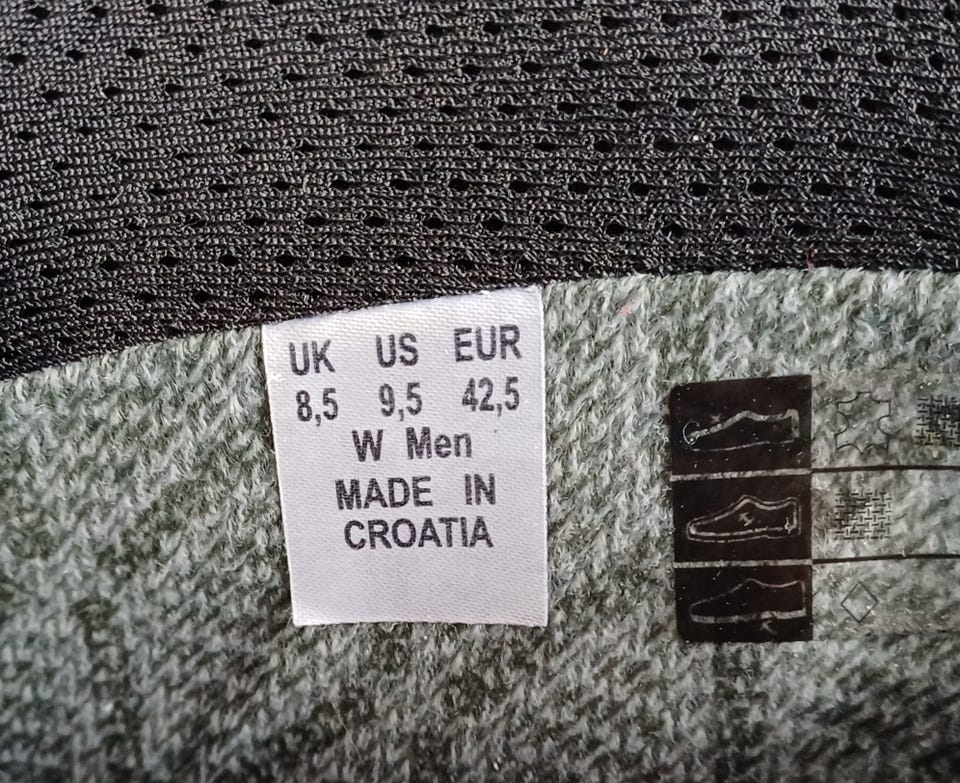 UK US EUR
8,5 9,5 42,5
W Men
MADE IN
CROATIA